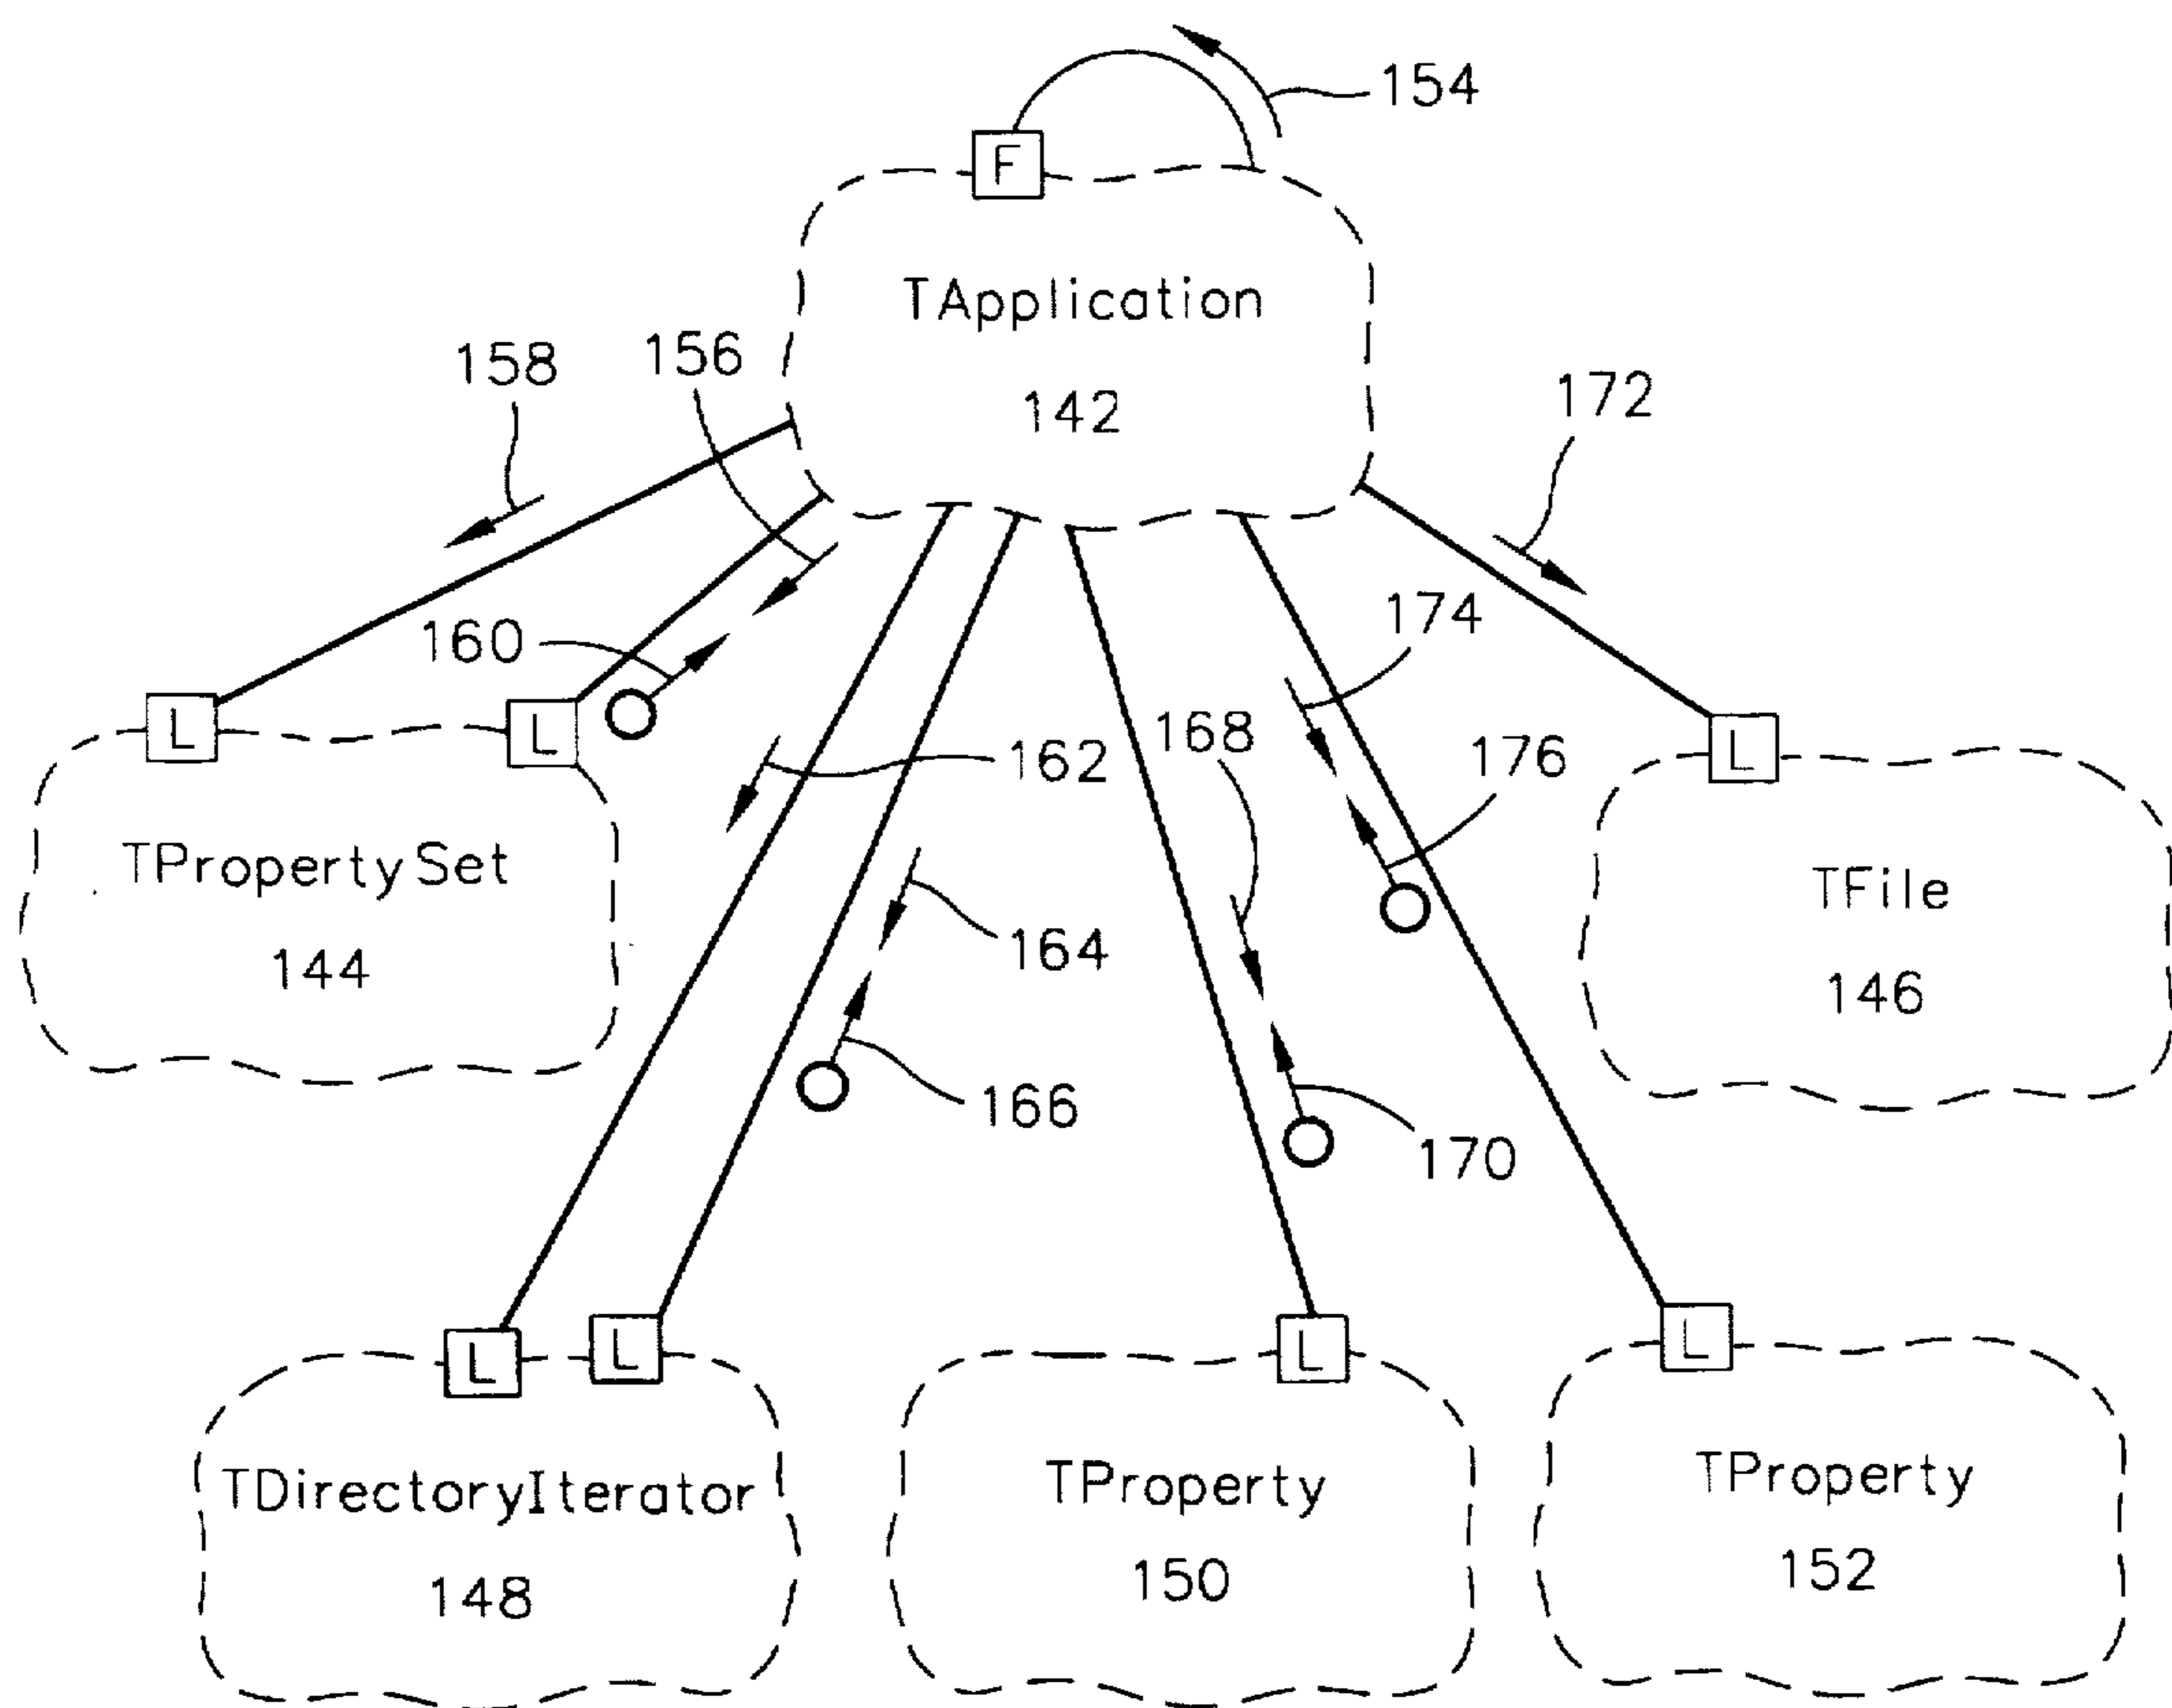 154
F
TApplication
142
158
156
172
160
174
L
L
L
162
168
176
TPropertySet
144
164
TFile
146
166
170
L
L
L
L
TDirectoryIterator
148
TProperty
150
TProperty
152